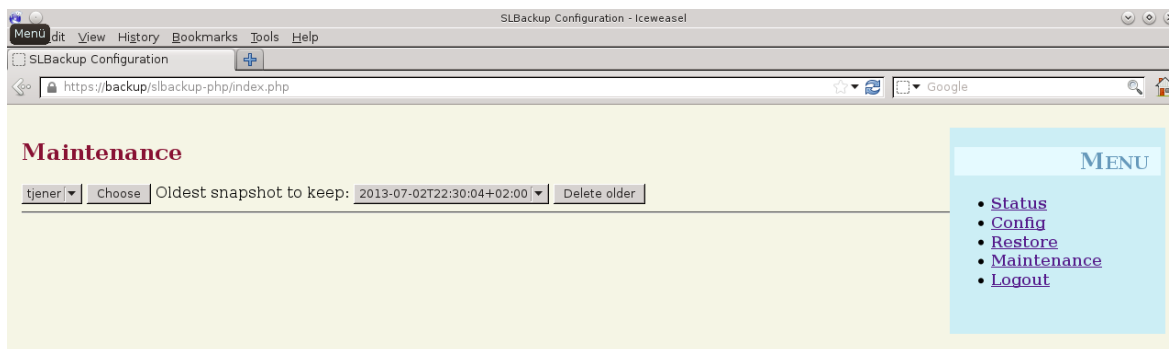 SLBackup Configuration - Iceweasel
Menü dit View History Bookmarks Tools Help
SLBackup Configuration
https://backup/slbackup-php/index.php Google
Maintenance
tjener Choose Oldest snapshot to keep: 2013-07-02T22:30:04+02:00 Delete older
MENU
Status
Config
Restore
Maintenance
Logout